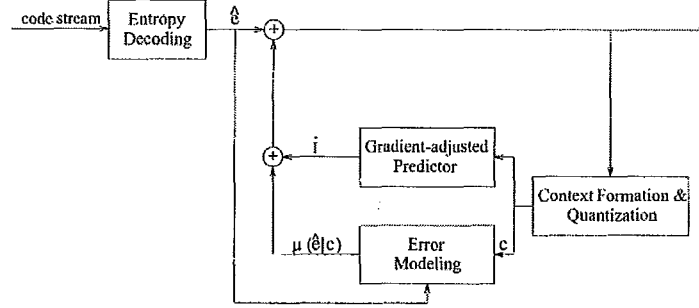 code stream
Entropy
Decoding
ê
+
+
İ
Gradient-adjusted
Predictor
Context Formation &
Quantization
μ (ê|c)
Error
Modeling
c